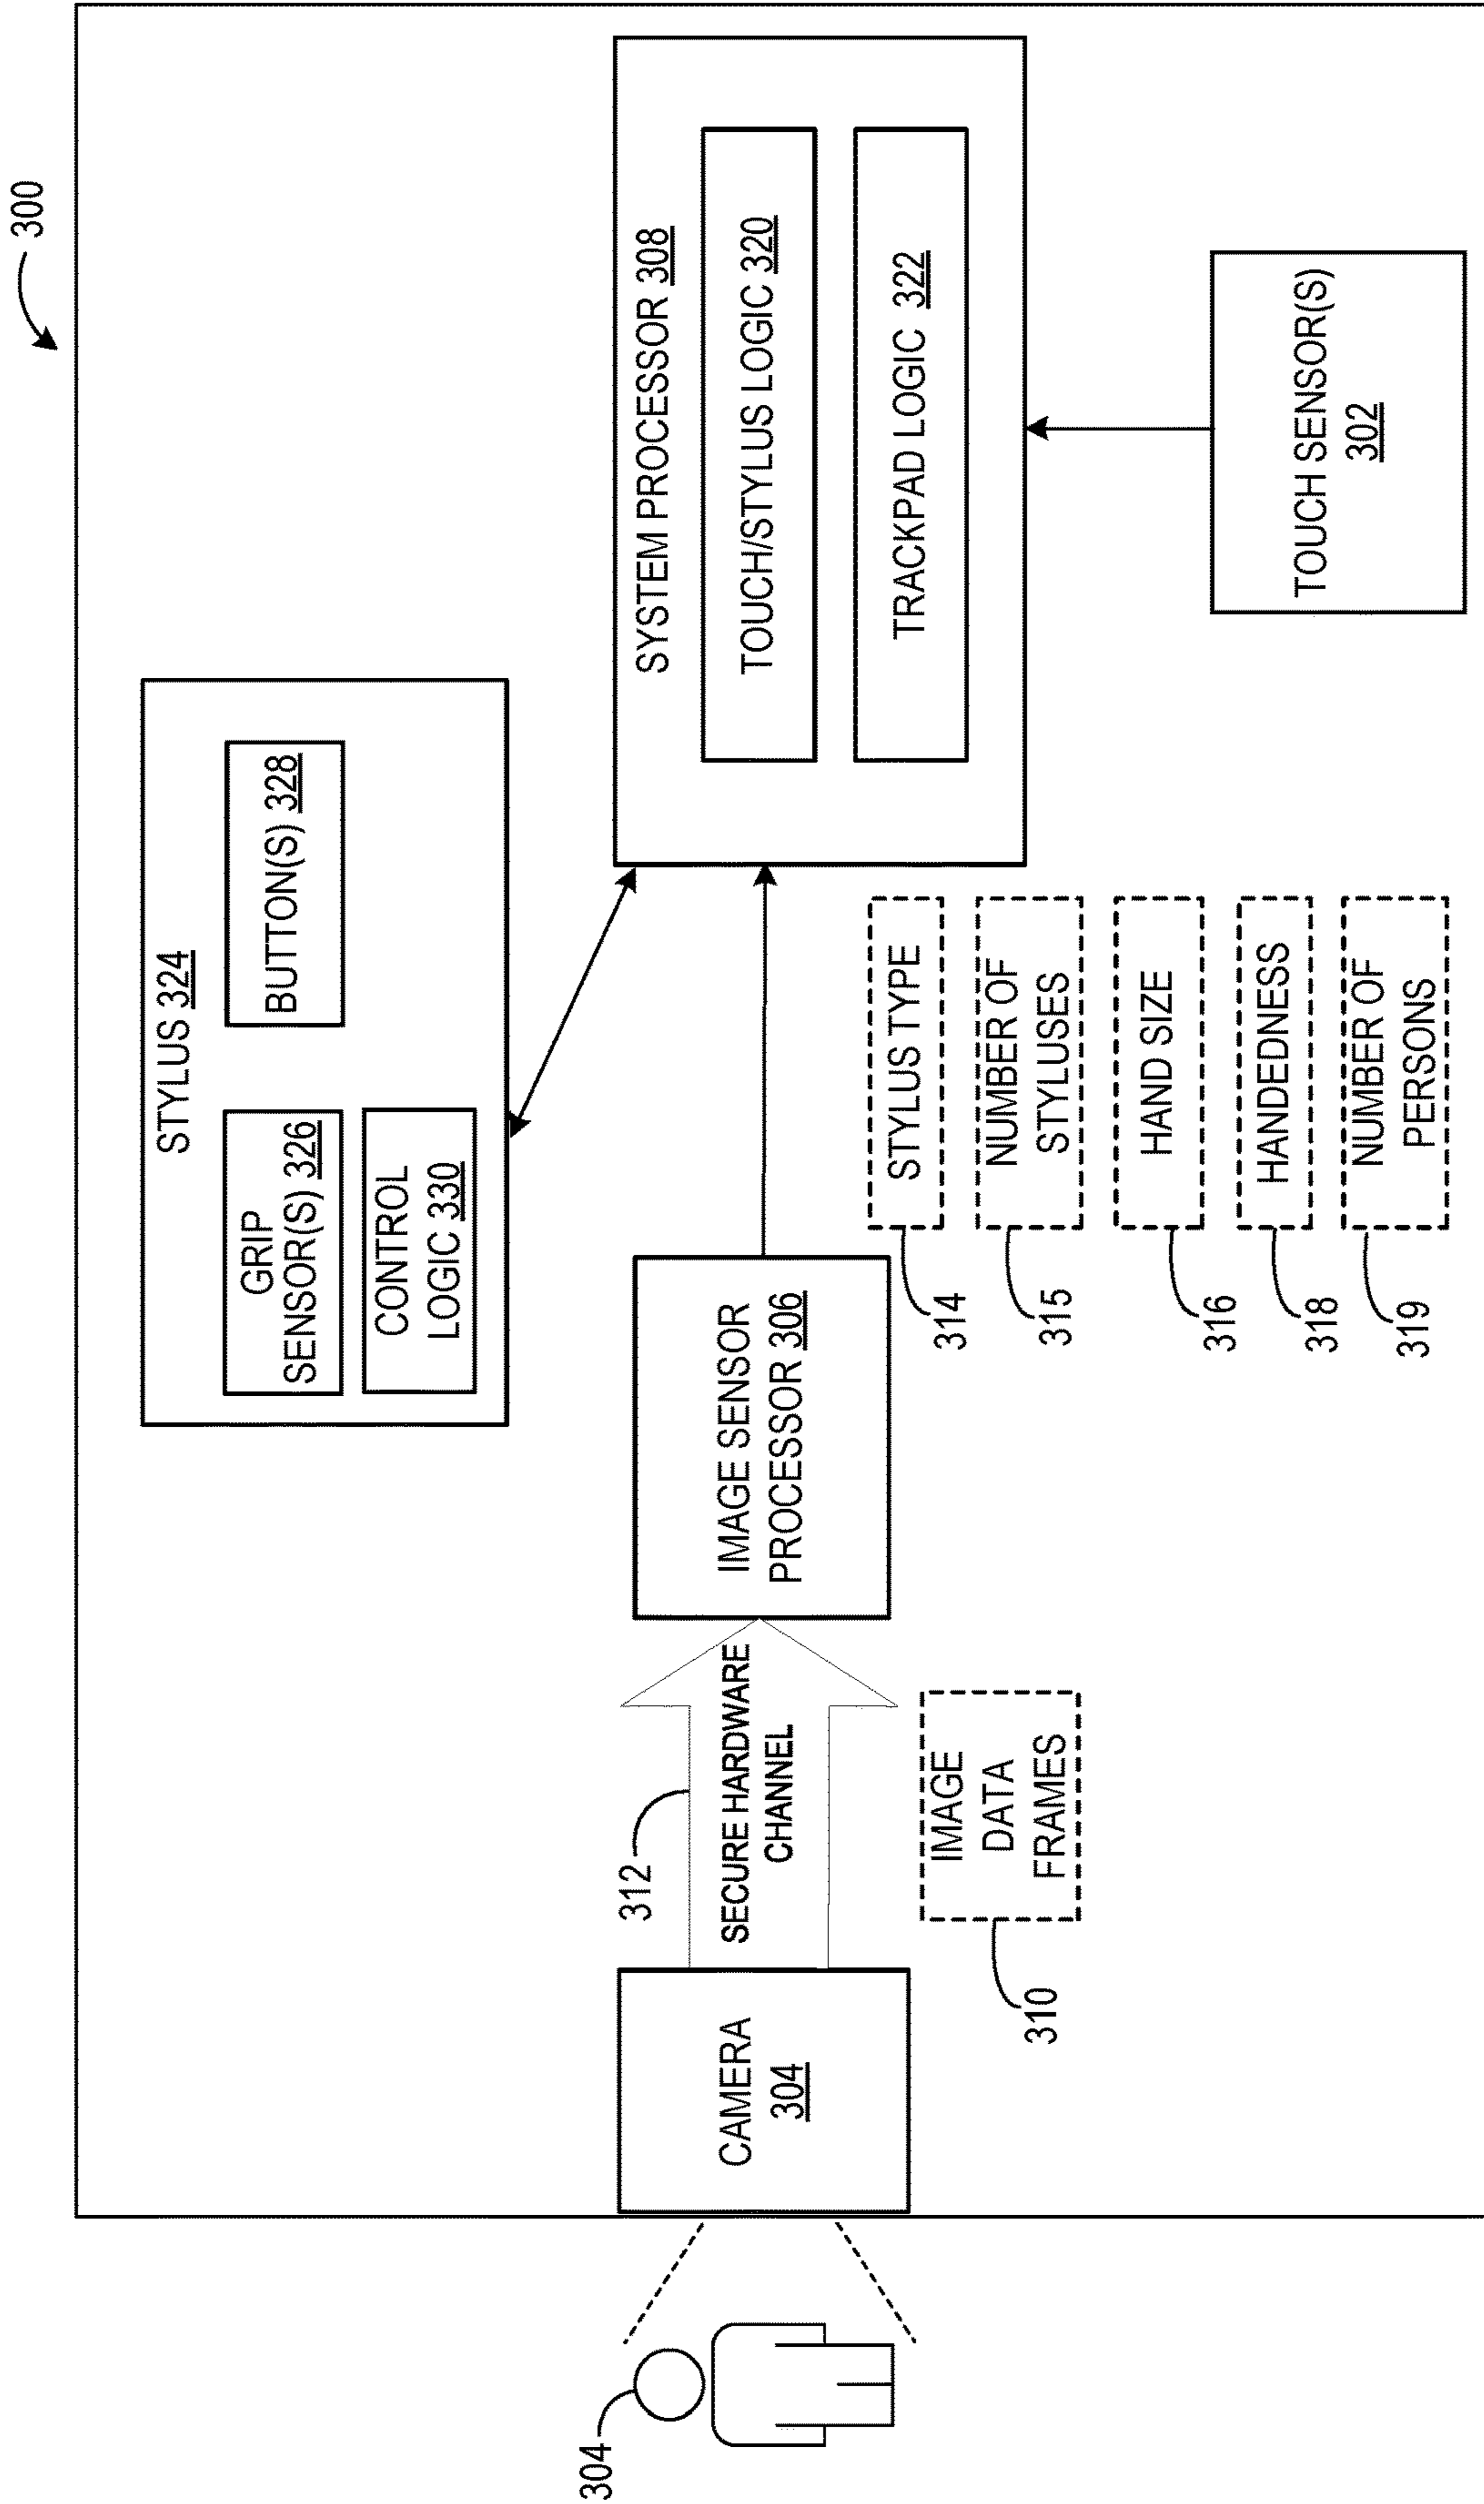 300
STYLUS 324
GRIP
SENSOR(S) 326
BUTTON(S) 328
CONTROL
LOGIC 330
SYSTEM PROCESSOR 308
TOUCH/STYLUS LOGIC 320
TRACKPAD LOGIC 322
304
CAMERA
304
312
SECURE HARDWARE
CHANNEL
IMAGE SENSOR
PROCESSOR 306
310
IMAGE
DATA
FRAMES
314
STYLUS TYPE
315
NUMBER OF
STYLUSES
316
HAND SIZE
318
HANDEDNESS
319
NUMBER OF
PERSONS
TOUCH SENSOR(S)
302